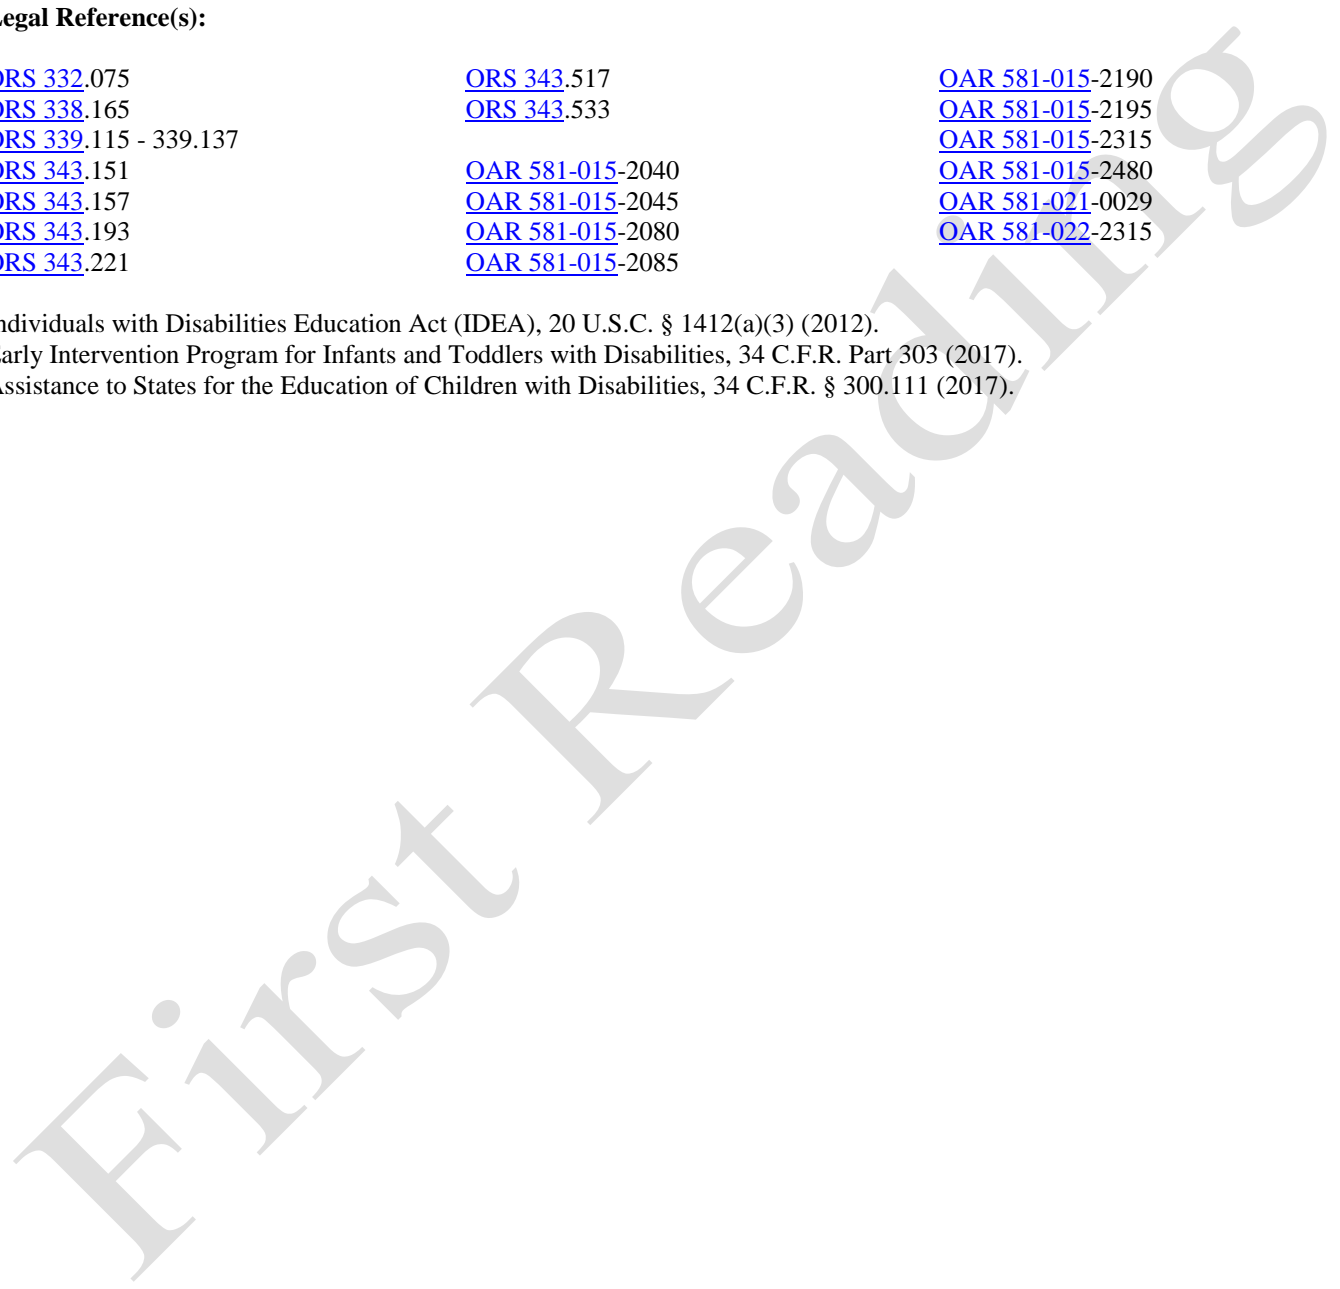 Legal Reference(s):
ORS 332.075
ORS 338.165
ORS 339.115 - 339.137
ORS 343.151
ORS 343.157
ORS 343.193
ORS 343.221
ORS 343.517
ORS 343.533
OAR 581-015-2040
OAR 581-015-2045
OAR 581-015-2080
OAR 581-015-2085
OAR 581-015-2190
OAR 581-015-2195
OAR 581-015-2315
OAR 581-015-2480
OAR 581-021-0029
OAR 581-022-2315
Individuals with Disabilities Education Act (IDEA), 20 U.S.C. § 1412(a)(3) (2012).
Early Intervention Program for Infants and Toddlers with Disabilities, 34 C.F.R. Part 303 (2017).
Assistance to States for the Education of Children with Disabilities, 34 C.F.R. § 300.111 (2017).
First Reading